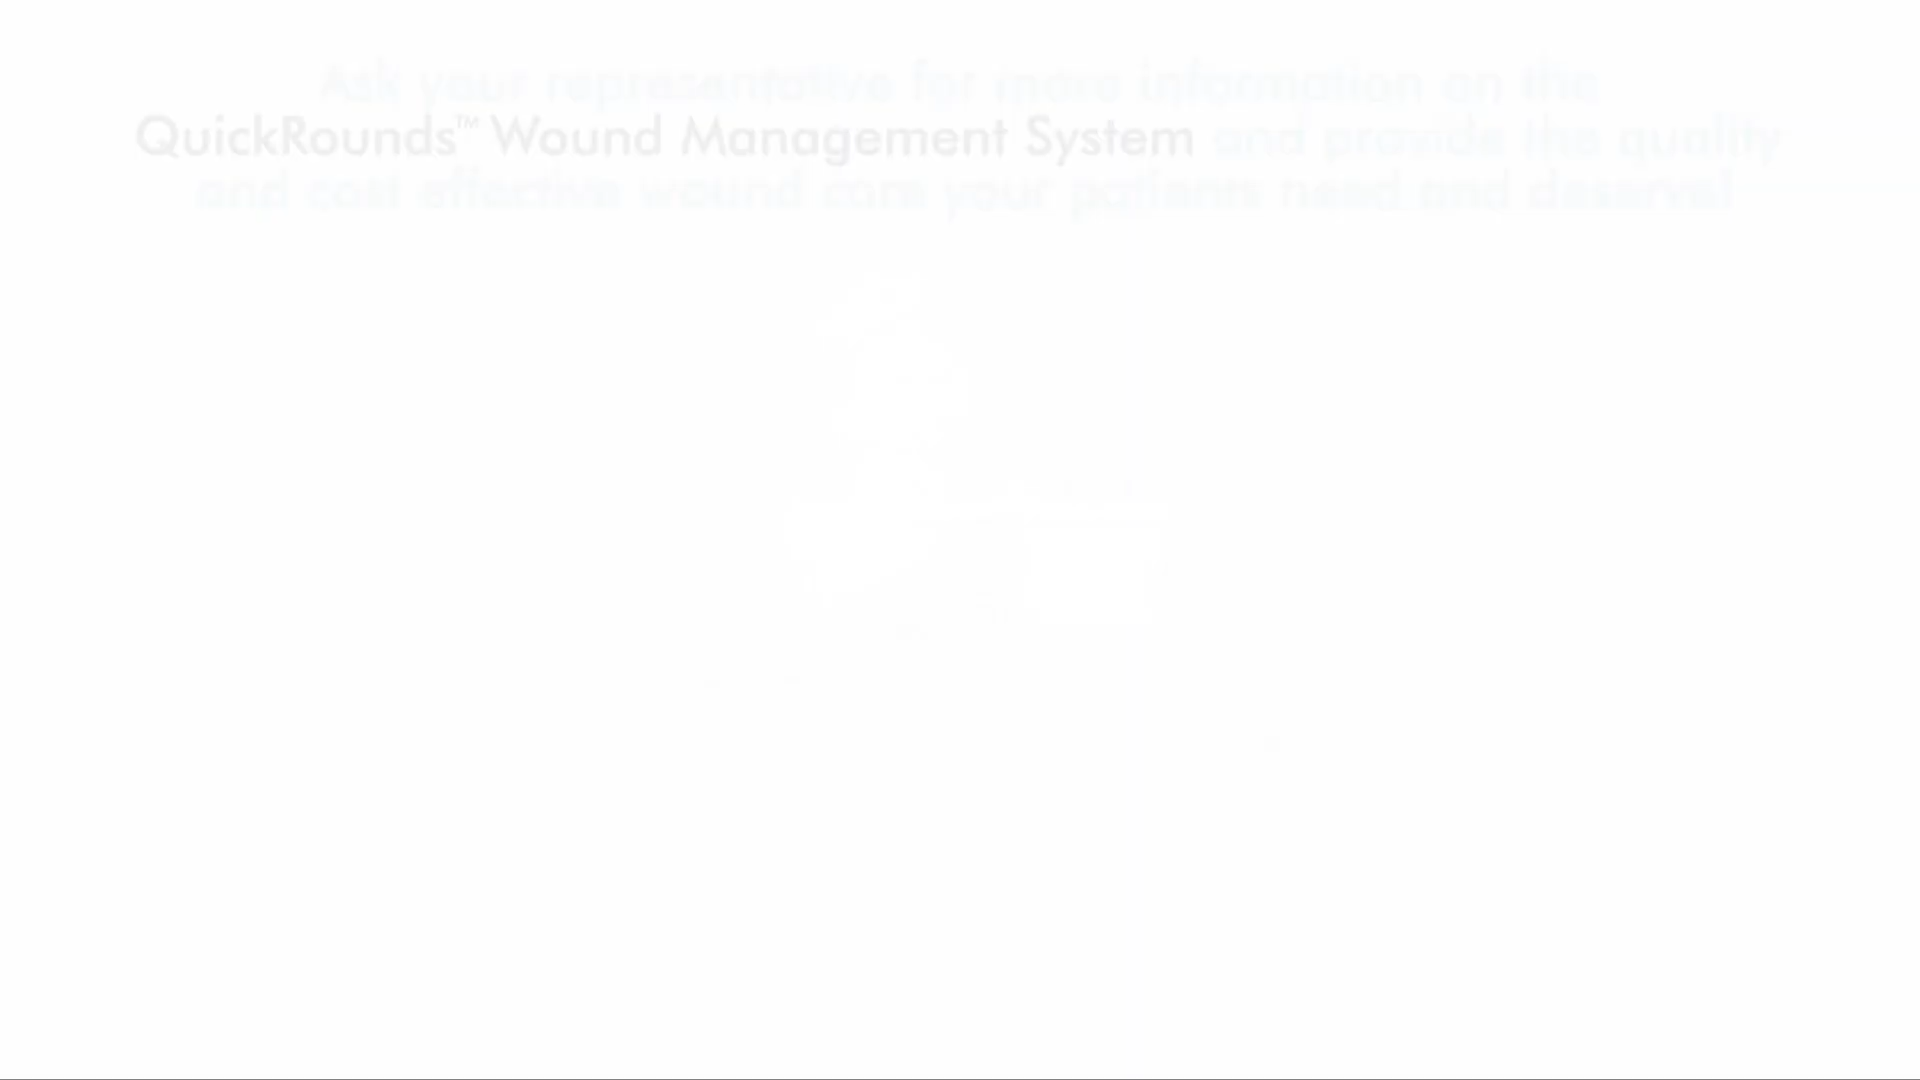 Ask your representative for more information on the
QuickRounds™ Wound Management System and provide the quality
and cost effective wound care your patients need and deserve!